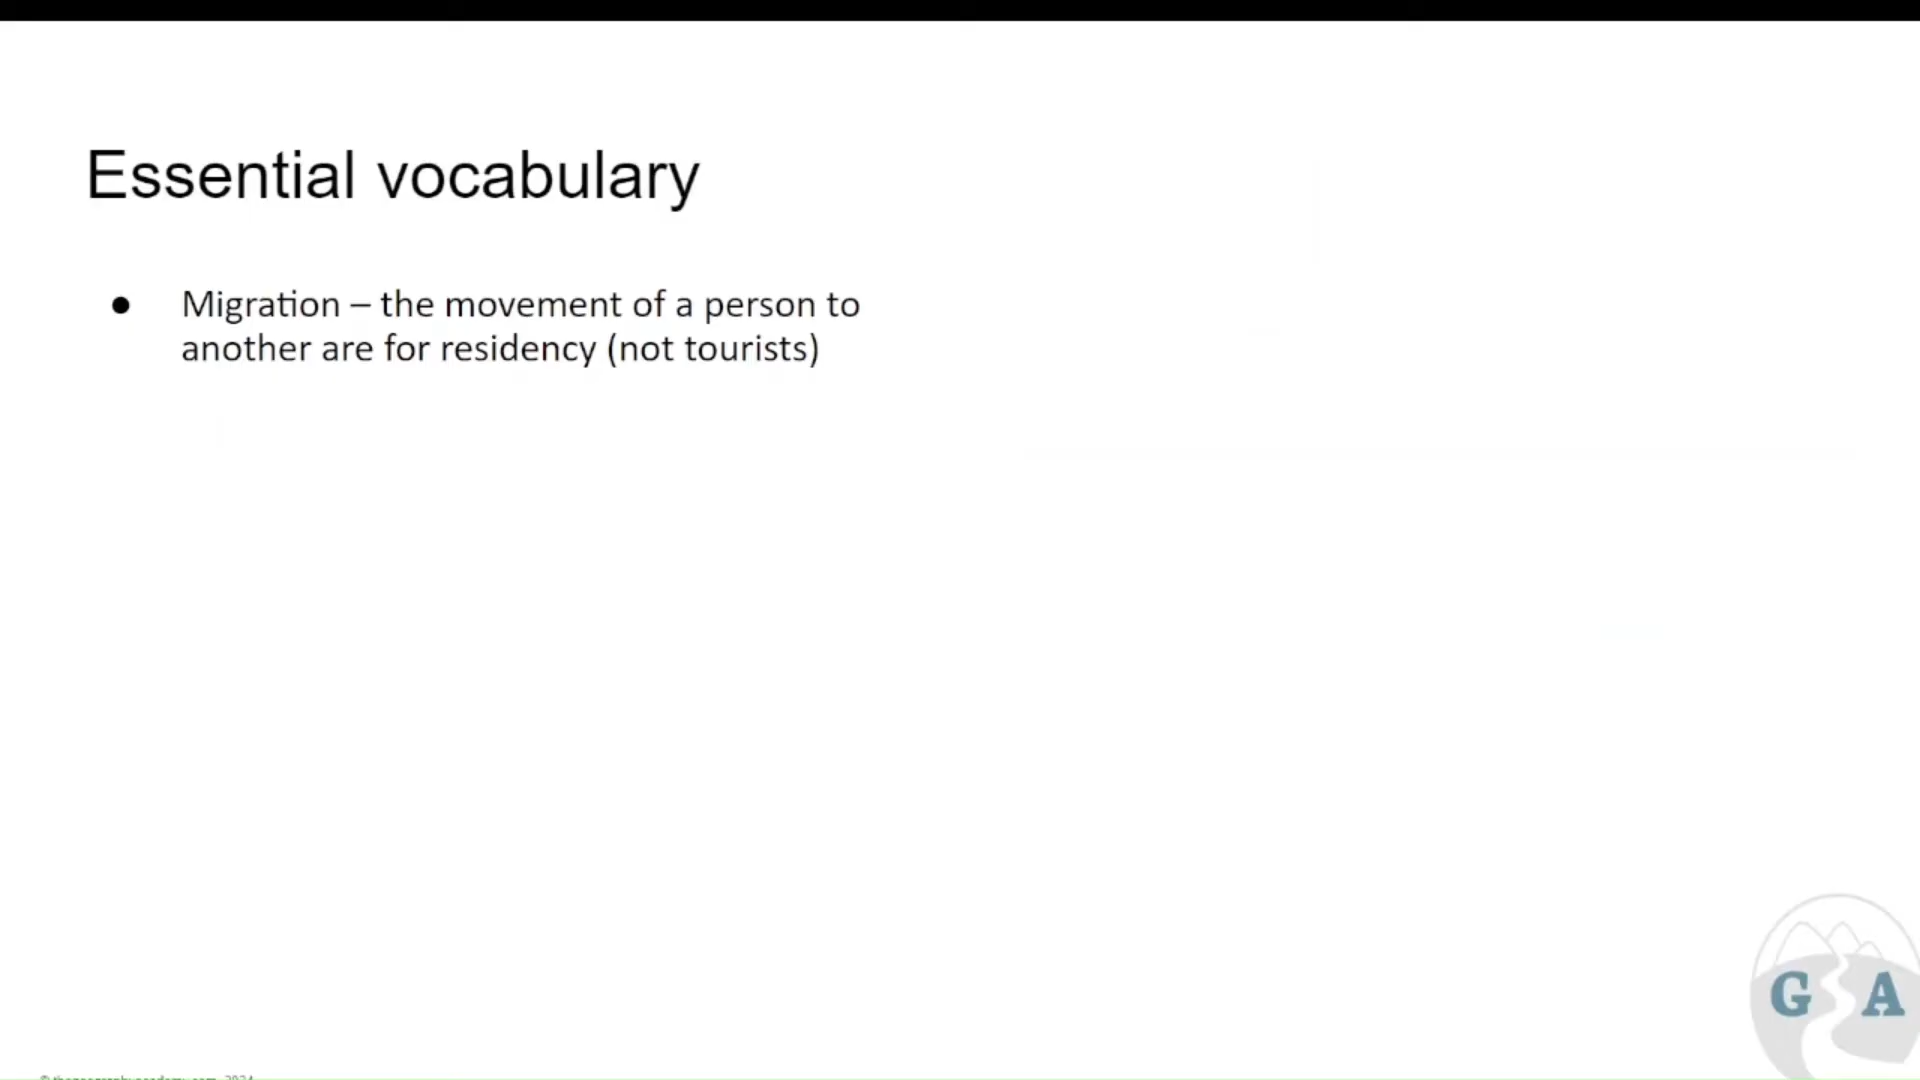 Essential vocabulary
● Migration – the movement of a person to
another are for residency (not tourists)
G A